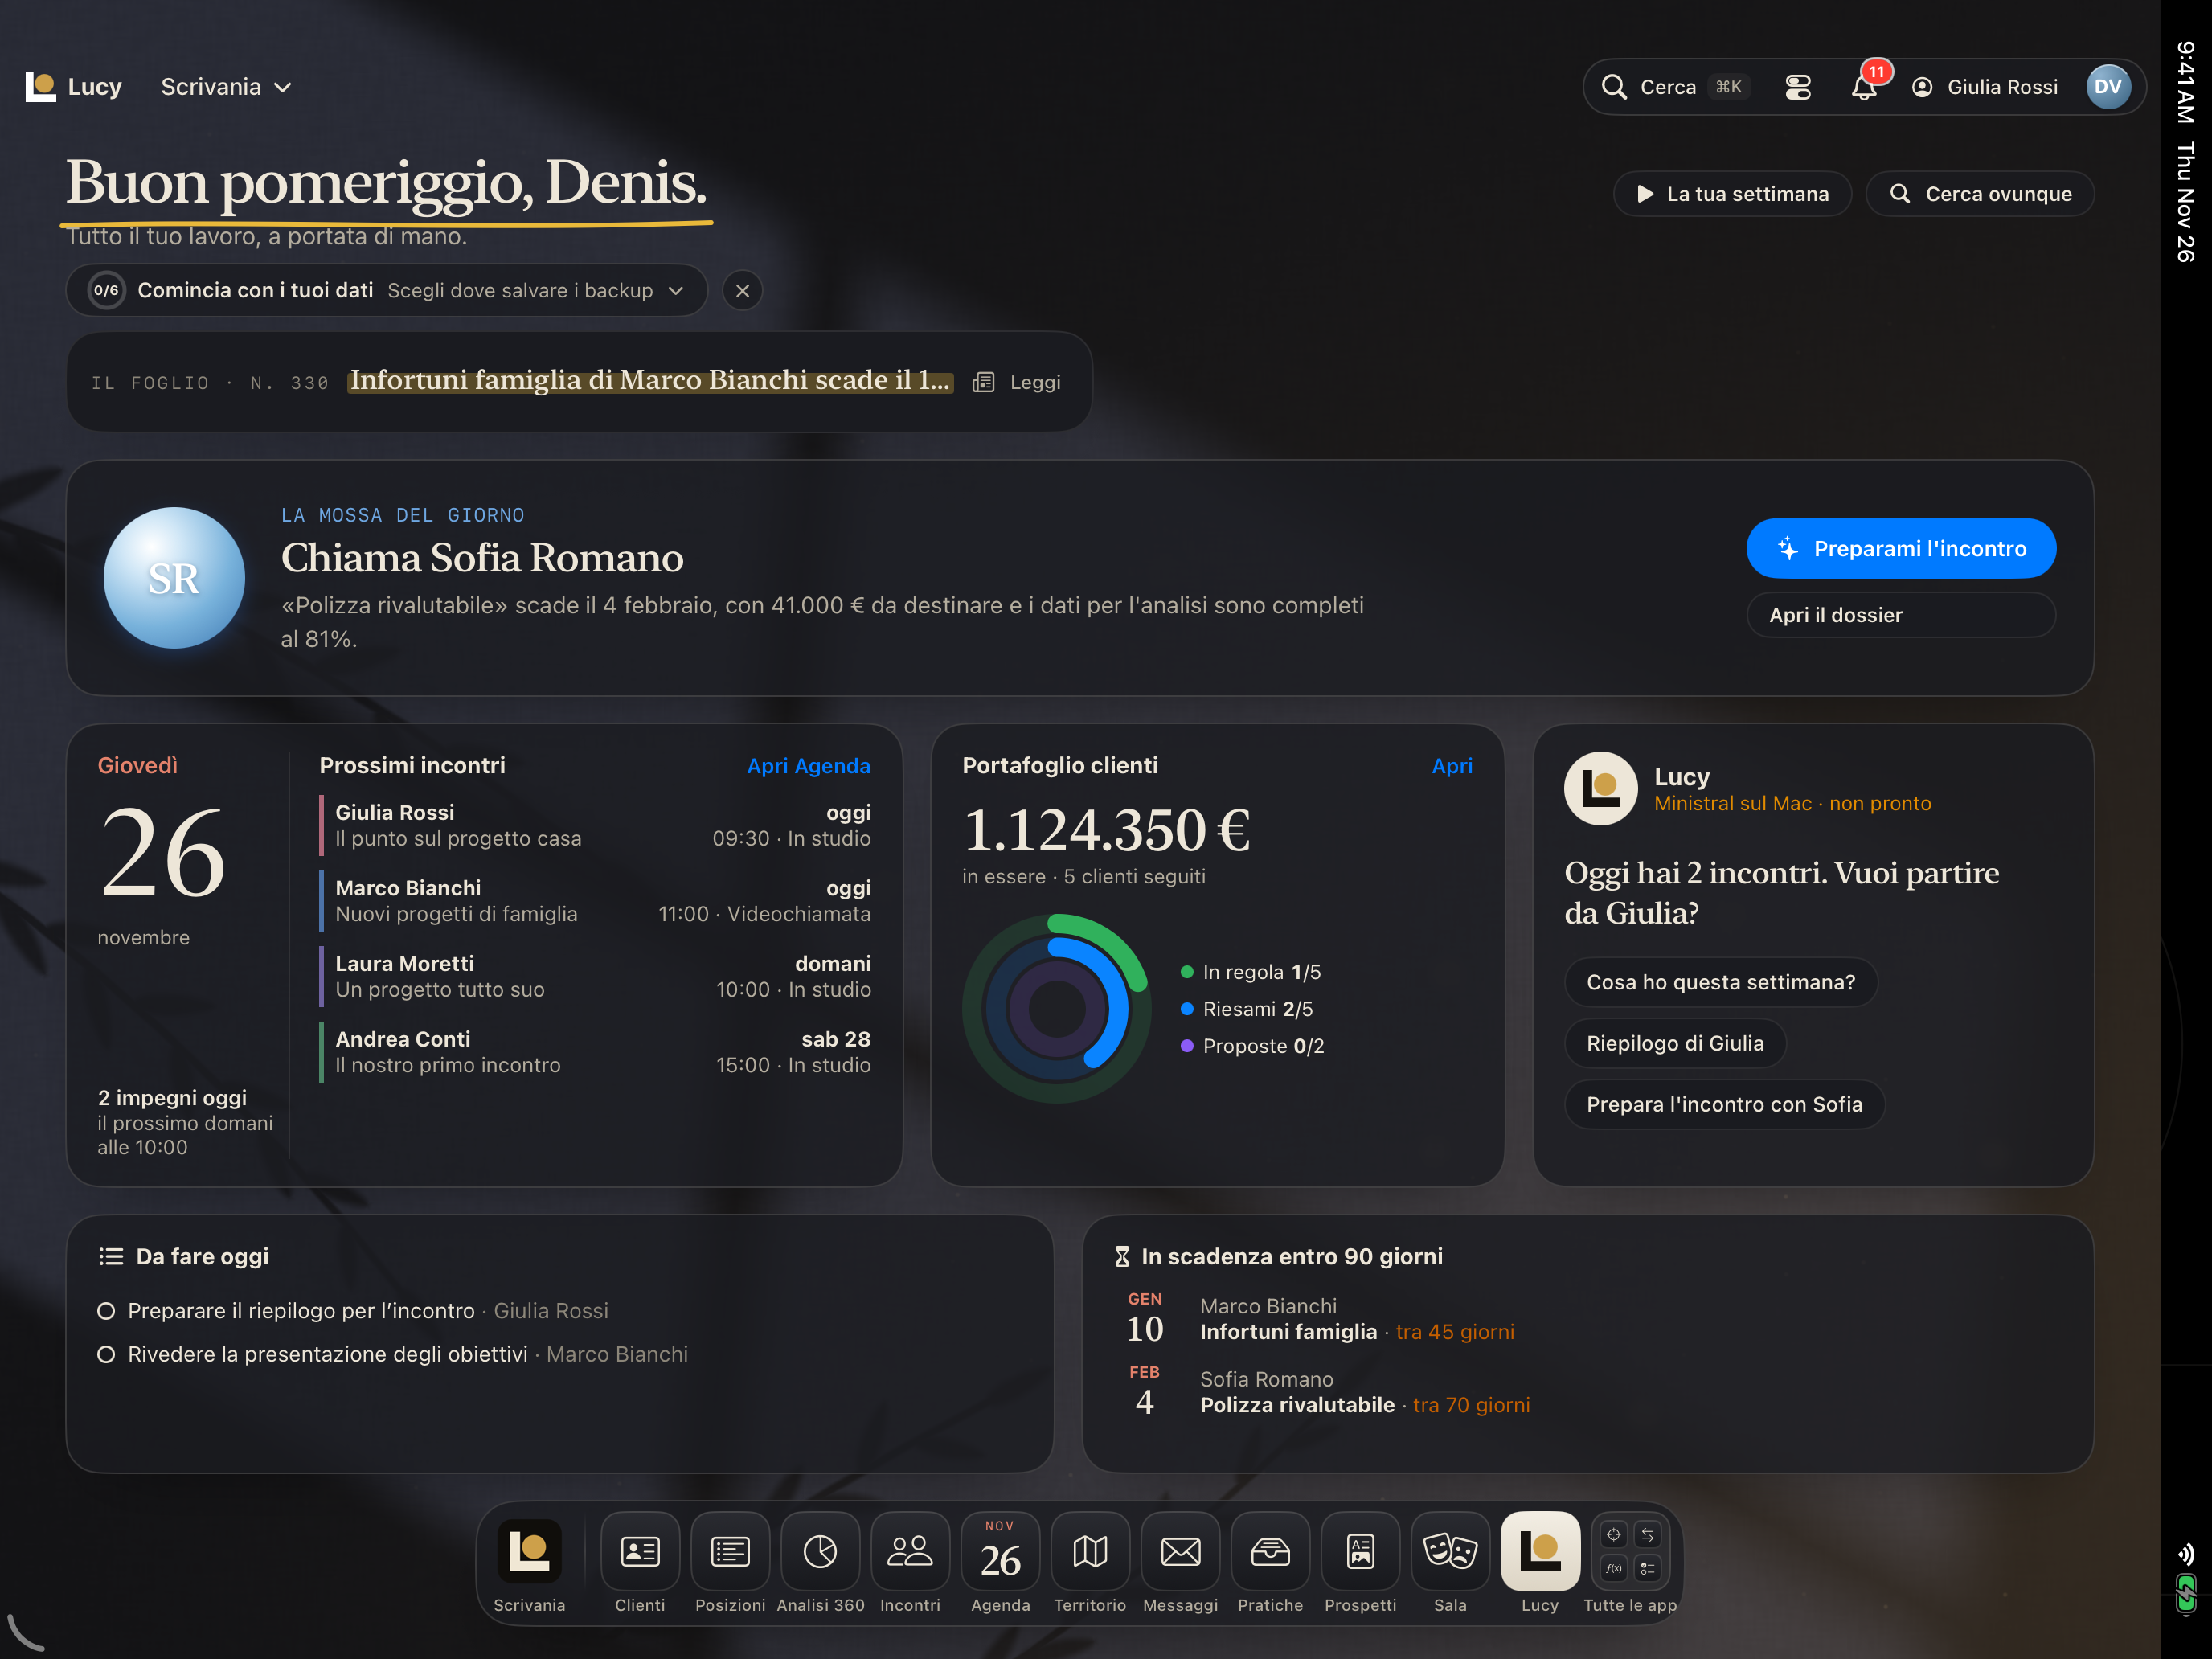 Lucy
Scrivania
Cerca ⌘K
11
Giulia Rossi
DV
9:41 AM Thu Nov 26
Buon pomeriggio, Denis.
Tutto il tuo lavoro, a portata di mano.
La tua settimana
Cerca ovunque
0/6 Comincia con i tuoi dati Scegli dove salvare i backup
IL FOGLIO · N. 330 Infortuni famiglia di Marco Bianchi scade il 1... Leggi
SR
LA MOSSA DEL GIORNO
Chiama Sofia Romano
«Polizza rivalutabile» scade il 4 febbraio, con 41.000 € da destinare e i dati per l'analisi sono completi
al 81%.
Preparami l'incontro
Apri il dossier
Giovedì
26
novembre
2 impegni oggi
il prossimo domani
alle 10:00
Prossimi incontri Apri Agenda
Giulia Rossi oggi
Il punto sul progetto casa 09:30 · In studio
Marco Bianchi oggi
Nuovi progetti di famiglia 11:00 · Videochiamata
Laura Moretti domani
Un progetto tutto suo 10:00 · In studio
Andrea Conti sab 28
Il nostro primo incontro 15:00 · In studio
Portafoglio clienti Apri
1.124.350 €
in essere · 5 clienti seguiti
In regola 1/5
Riesami 2/5
Proposte 0/2
Lucy
Ministral sul Mac · non pronto
Oggi hai 2 incontri. Vuoi partire
da Giulia?
Cosa ho questa settimana?
Riepilogo di Giulia
Prepara l'incontro con Sofia
Da fare oggi
Preparare il riepilogo per l’incontro · Giulia Rossi
Rivedere la presentazione degli obiettivi · Marco Bianchi
In scadenza entro 90 giorni
GEN
10
Marco Bianchi
Infortuni famiglia · tra 45 giorni
FEB
4
Sofia Romano
Polizza rivalutabile · tra 70 giorni
NOV
26
f(x)
Scrivania Clienti Posizioni Analisi 360 Incontri Agenda Territorio Messaggi Pratiche Prospetti Sala Lucy Tutte le app